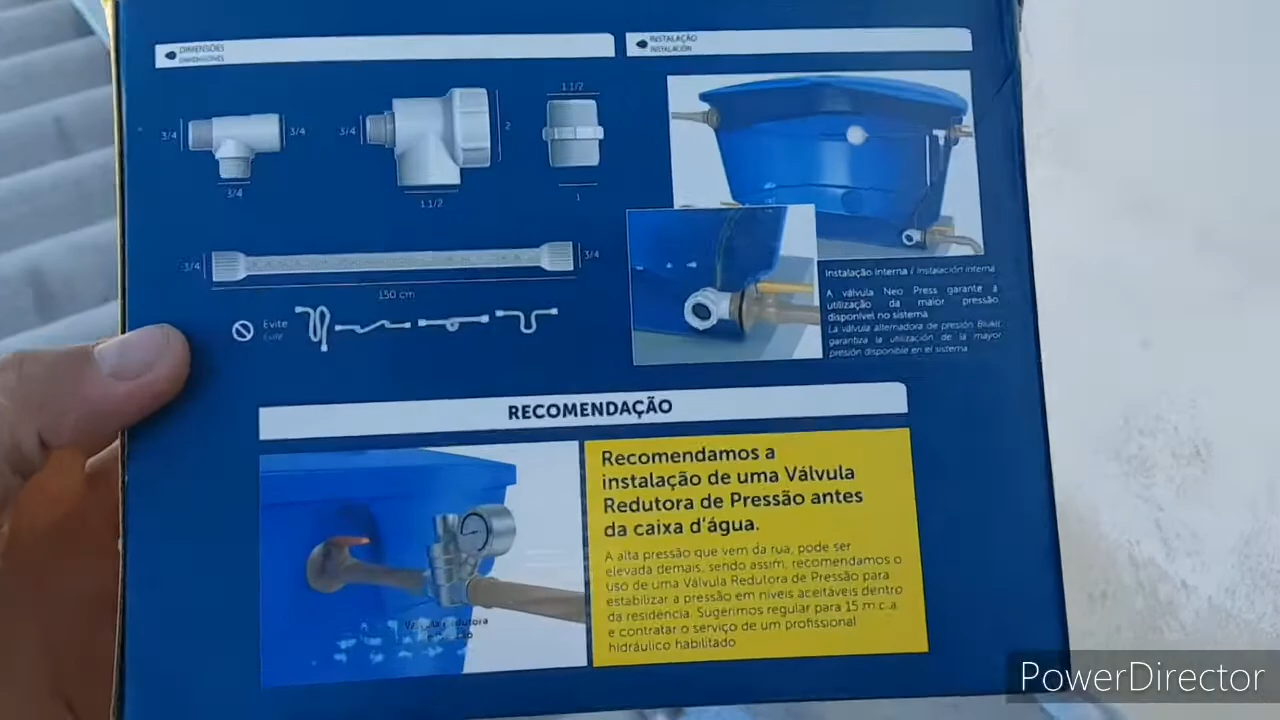 DIMENSÕES
DIMENSIONES
INSTALAÇÃO
INSTALACIÓN
3/4
3/4
3/4
3/4
2
1.1/2
1.1/2
1
3/4
3/4
150 cm
Evite
Evite
Instalação interna / Instalación interna
A válvula Neo Press garante a
utilização da maior pressão
disponível no sistema
La válvula alternadora de presión Blukit,
garantiza la utilización de la mayor
presión disponible en el sistema
RECOMENDAÇÃO
Recomendamos a
instalação de uma Válvula
Redutora de Pressão antes
da caixa d'água.
A alta pressão que vem da rua, pode ser
elevada demais, sendo assim, recomendamos o
uso de uma Válvula Redutora de Pressão para
estabilizar a pressão em níveis aceitáveis dentro
da residência. Sugerimos regular para 15 m c.a
e contratar o serviço de um profissional
hidráulico habilitado
PowerDirector